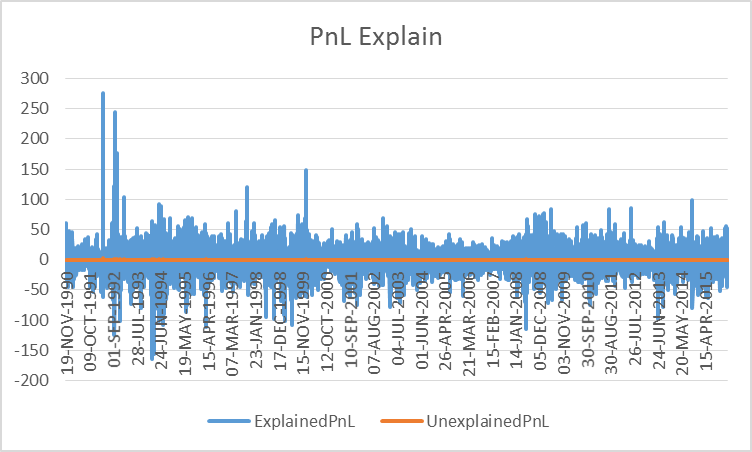 PnL Explain
300
250
200
150
100
50
0
-50
-100
-150
-200
19-NOV-1990
09-OCT-1991
01-SEP-1992
28-JUL-1993
24-JUN-1994
19-MAY-1995
15-APR-1996
07-MAR-1997
23-JAN-1998
17-DEC-1998
15-NOV-1999
12-OCT-2000
10-SEP-2001
07-AUG-2002
04-JUL-2003
01-JUN-2004
26-APR-2005
21-MAR-2006
15-FEB-2007
14-JAN-2008
05-DEC-2008
03-NOV-2009
30-SEP-2010
30-AUG-2011
26-JUL-2012
24-JUN-2013
20-MAY-2014
15-APR-2015
ExplainedPnL UnexplainedPnL